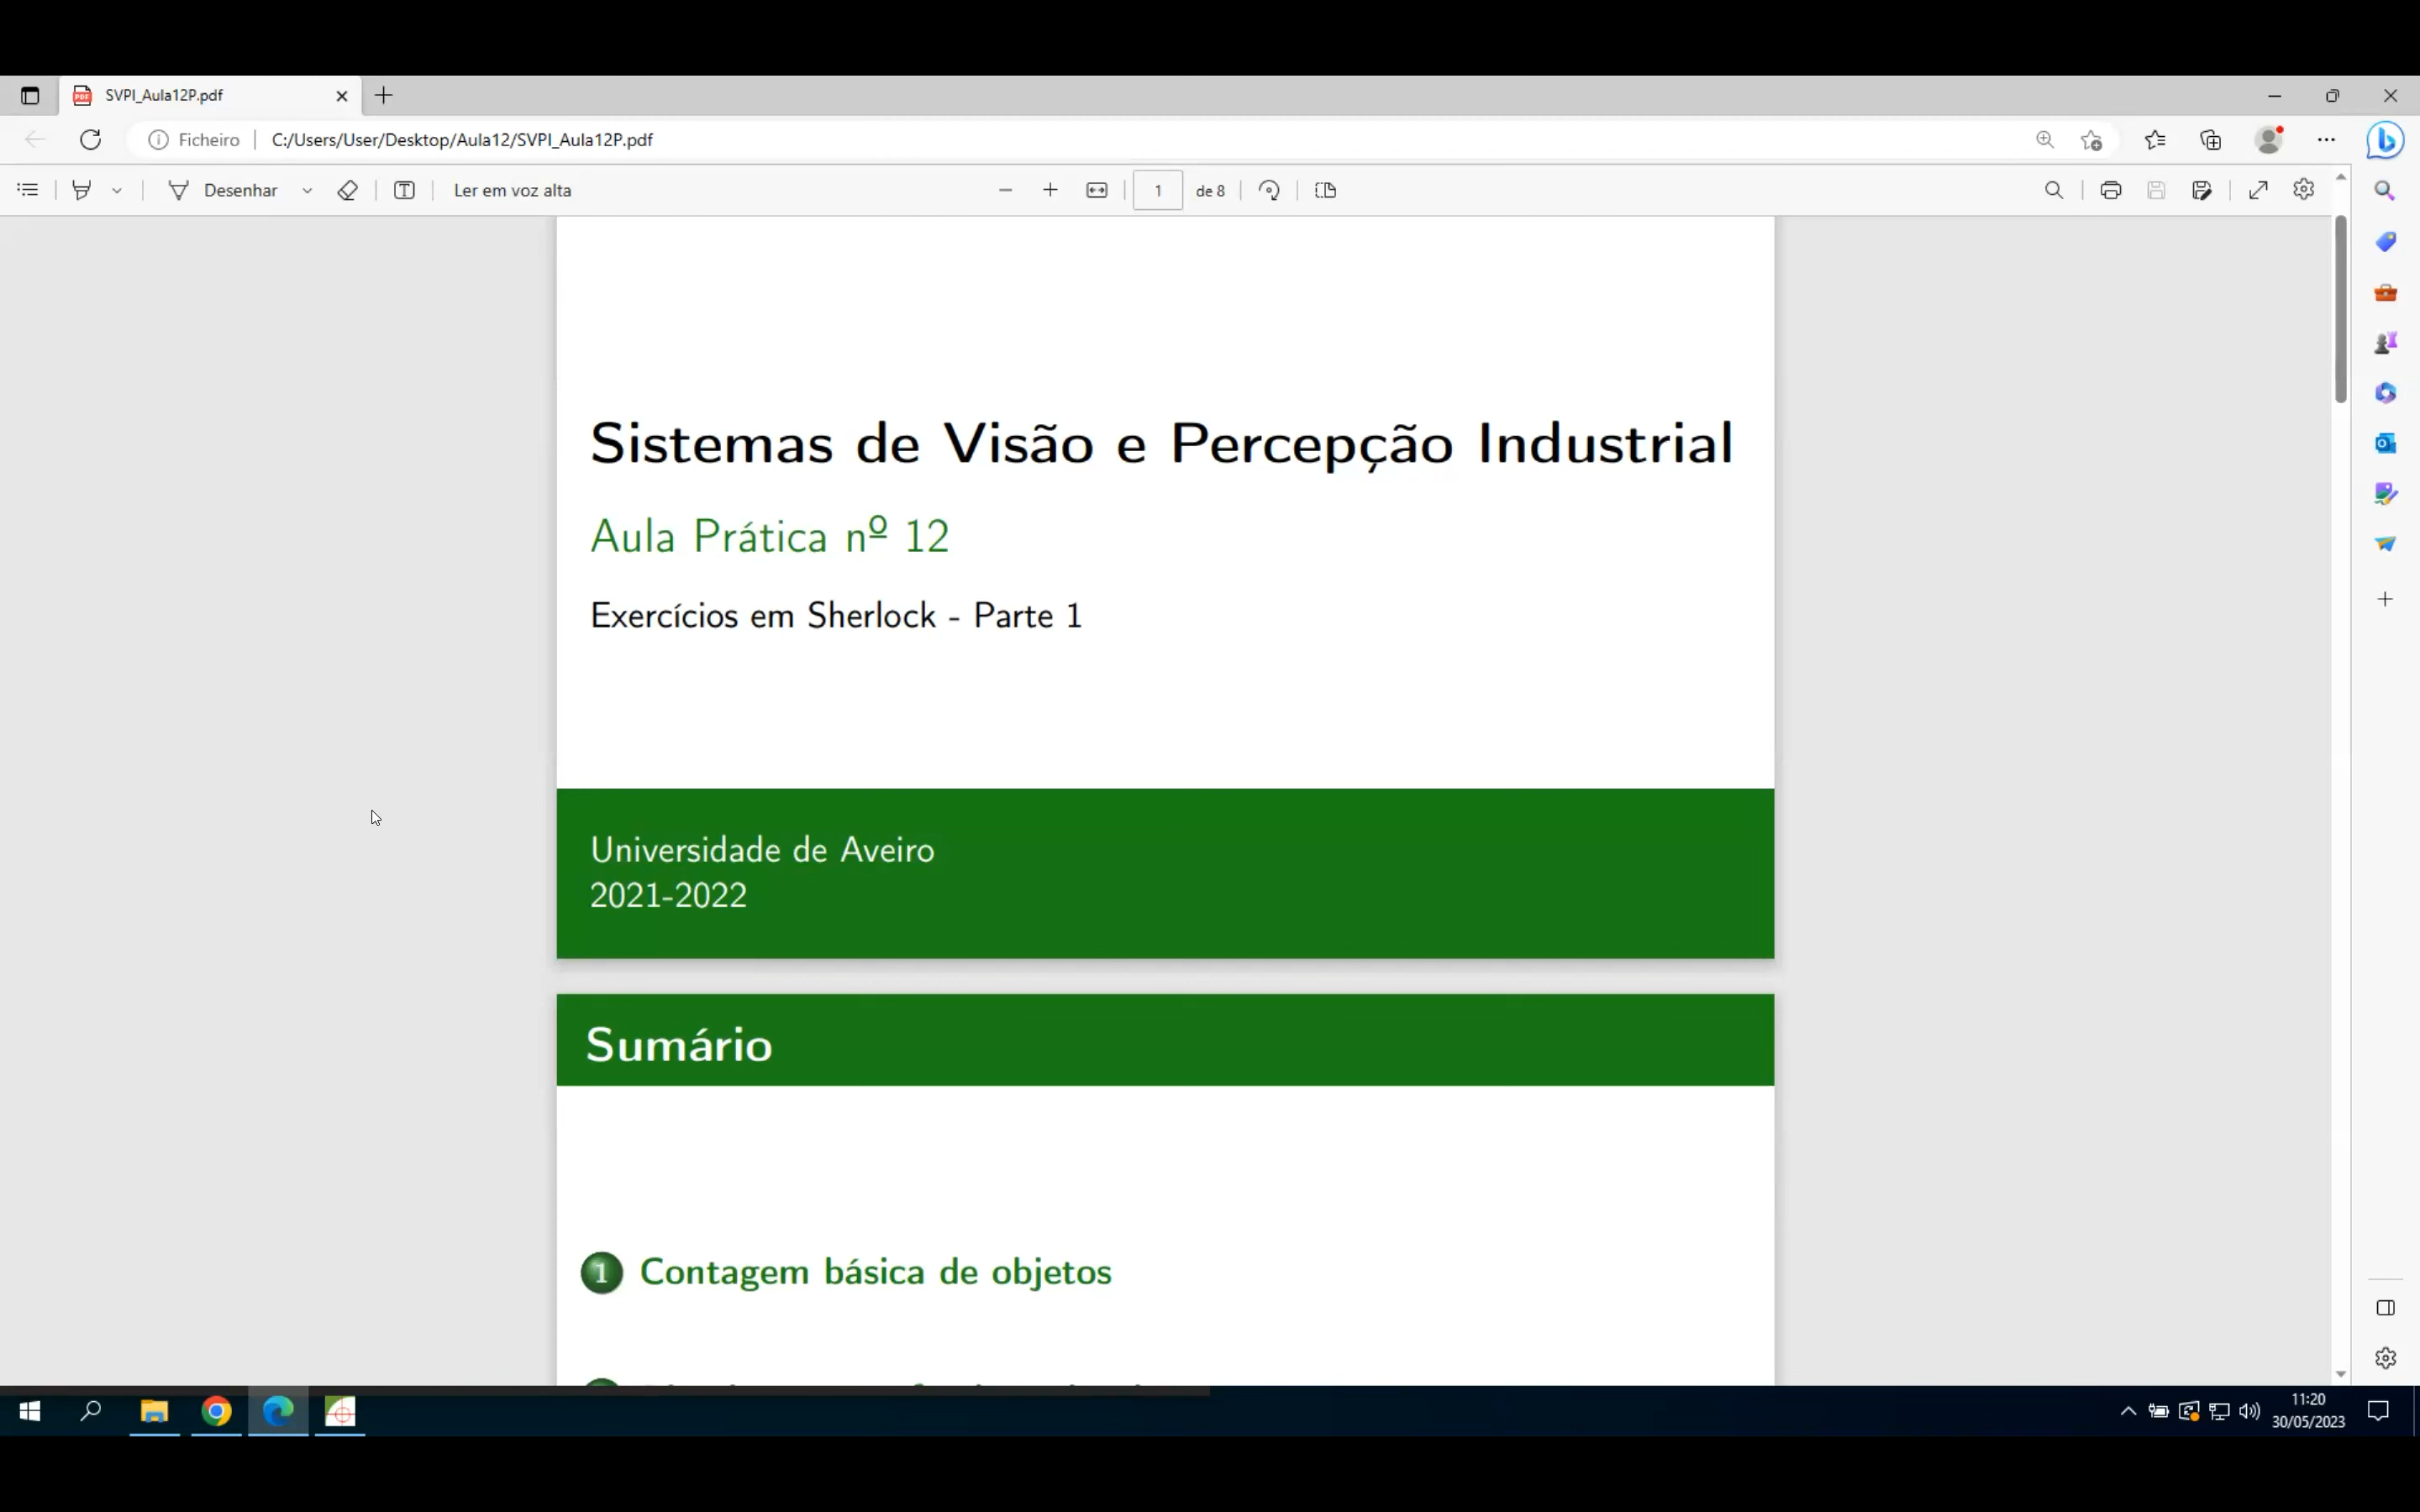 SVPI_Aula12P.pdf
Ficheiro
C:/Users/User/Desktop/Aula12/SVPI_Aula12P.pdf
Desenhar
Ler em voz alta
1 de 8
Sistemas de Visão e Percepção Industrial
Aula Prática nº 12
Exercícios em Sherlock - Parte 1
Universidade de Aveiro
2021-2022
Sumário
1 Contagem básica de objetos
11:20
30/05/2023